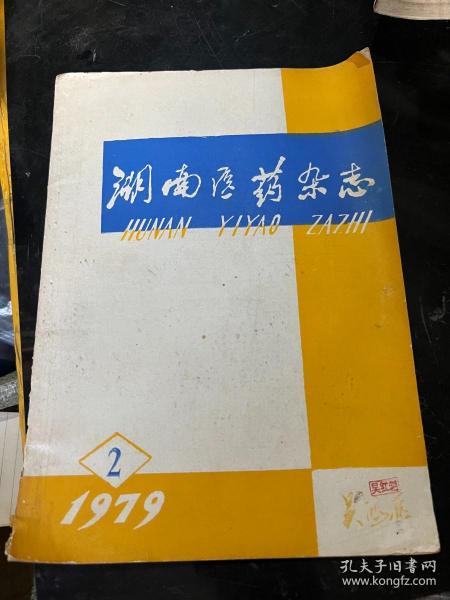 湖南医药杂志
HUNAN YIYAO ZAZHI
2
1979
孔夫子旧书网
www.kongfz.com